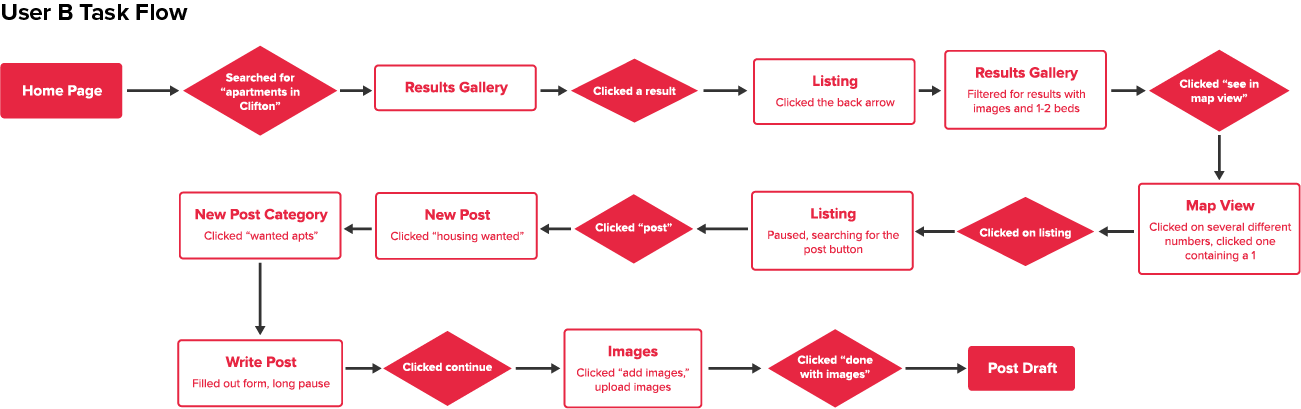 User B Task Flow
Home Page
Searched for
“apartments in
Clifton”
Results Gallery
Clicked a result
Listing
Clicked the back arrow
Results Gallery
Filtered for results with
images and 1-2 beds
Clicked “see in
map view”
Map View
Clicked on several different
numbers, clicked one
containing a 1
Clicked on listing
Listing
Paused, searching for the
post button
Clicked “post”
New Post
Clicked “housing wanted”
New Post Category
Clicked “wanted apts”
Write Post
Filled out form, long pause
Clicked continue
Images
Clicked “add images,”
upload images
Clicked “done
with images”
Post Draft